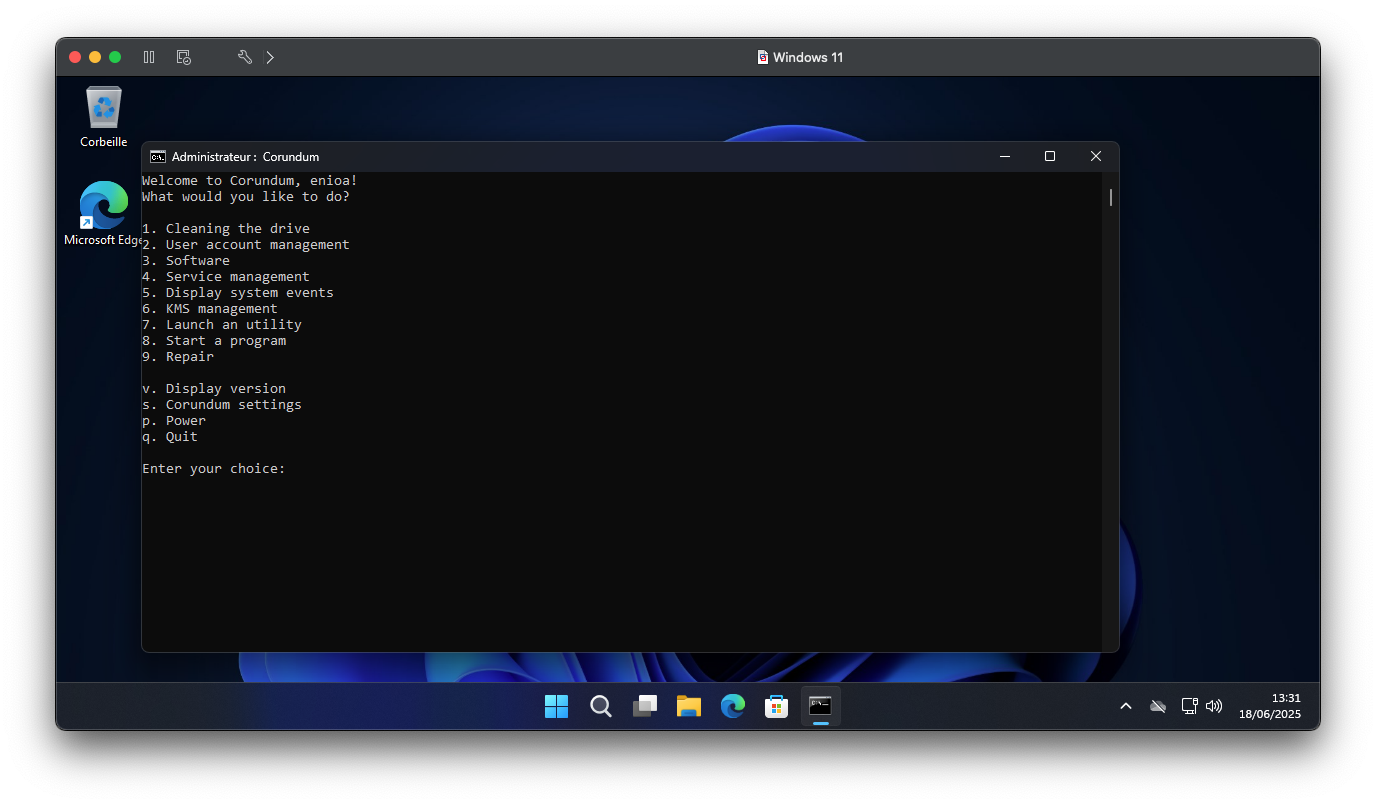 Windows 11
Corbeille
Microsoft Edge
Administrateur : Corundum
Welcome to Corundum, enioa!
What would you like to do?
1. Cleaning the drive
2. User account management
3. Software
4. Service management
5. Display system events
6. KMS management
7. Launch an utility
8. Start a program
9. Repair
v. Display version
s. Corundum settings
p. Power
q. Quit
Enter your choice:
13:31
18/06/2025